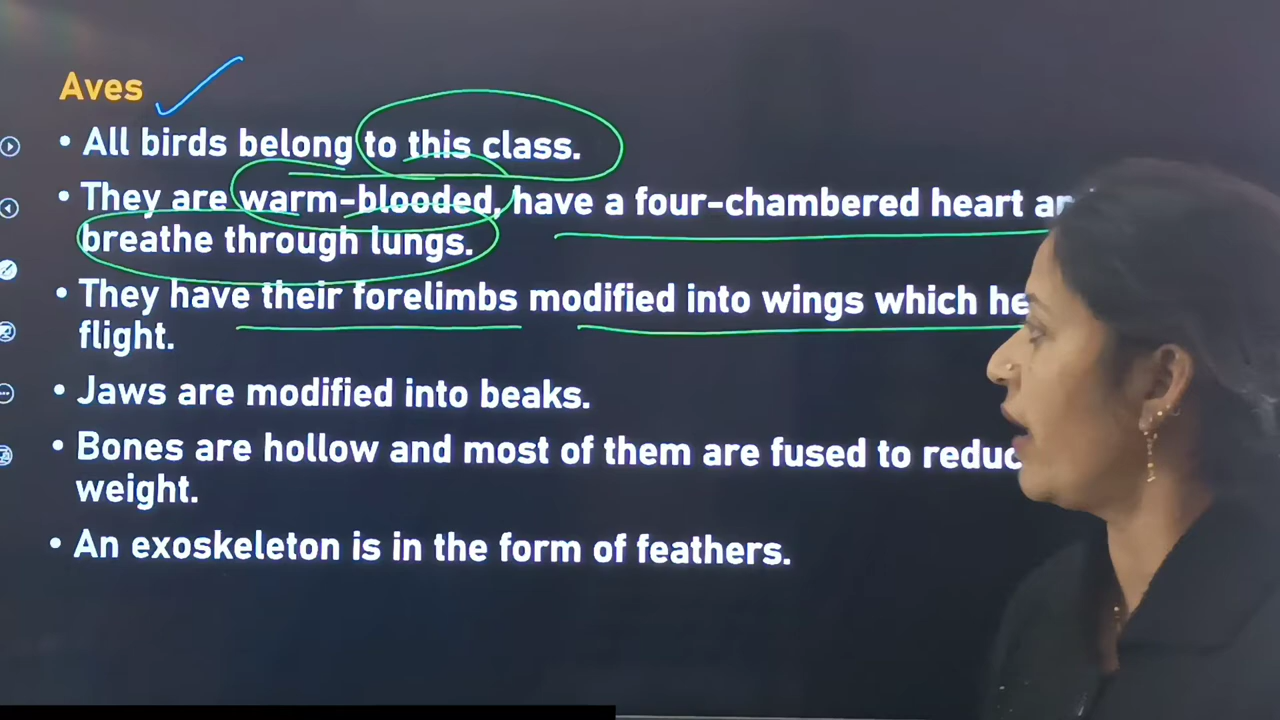 Aves
• All birds belong to this class.
• They are warm-blooded, have a four-chambered heart
breathe through lungs.
• They have their forelimbs modified into wings which
flight.
• Jaws are modified into beaks.
• Bones are hollow and most of them are fused to
weight.
• An exoskeleton is in the form of feathers.